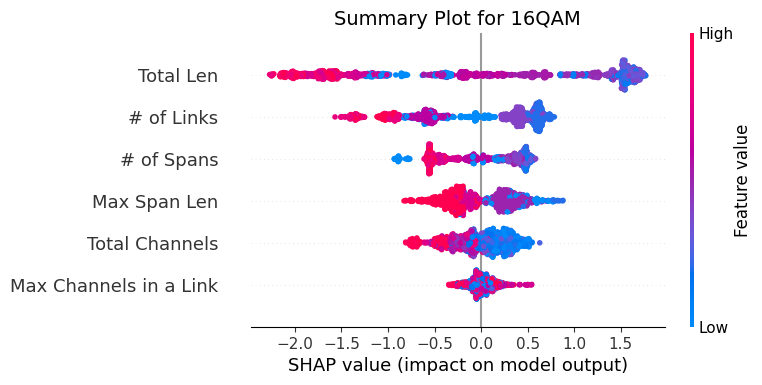 Summary Plot for 16QAM
High
Total Len
# of Links
# of Spans
Max Span Len
Total Channels
Max Channels in a Link
Feature value
Low
−2.0 −1.5 −1.0 −0.5 0.0 0.5 1.0 1.5
SHAP value (impact on model output)